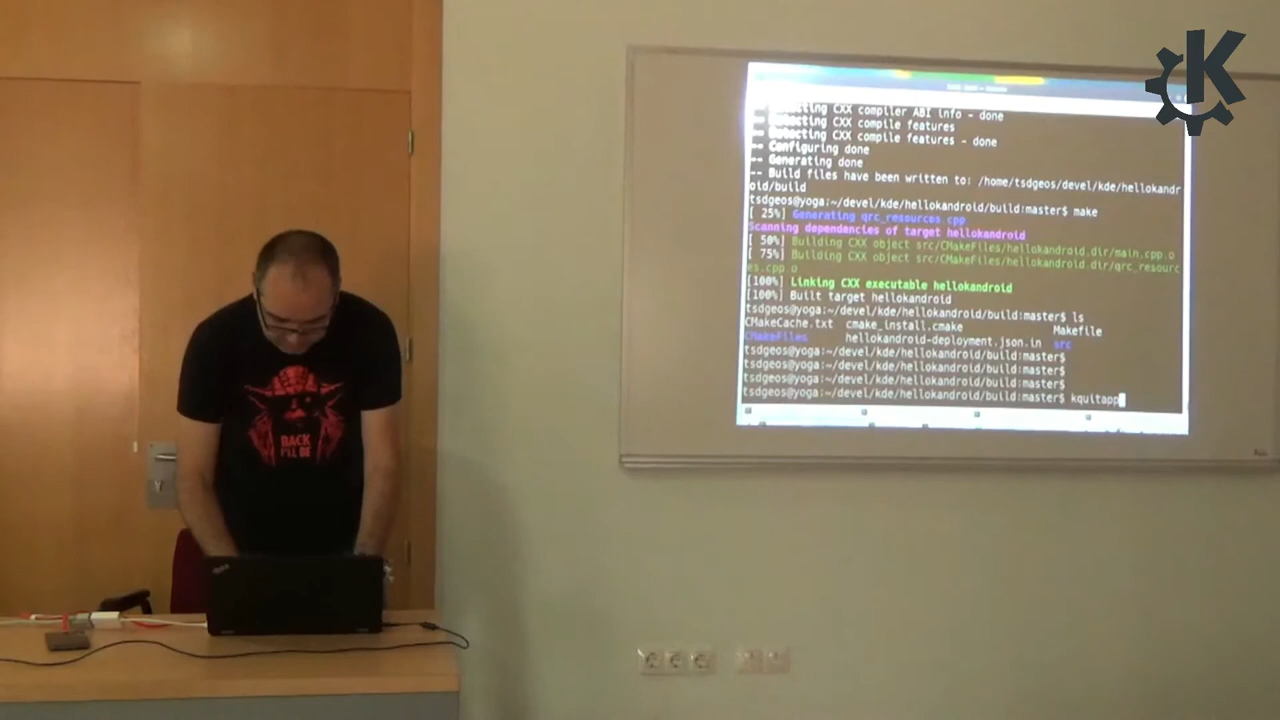 -- Detecting CXX compiler ABI info - done
-- Detecting CXX compile features
-- Detecting CXX compile features - done
-- Configuring done
-- Generating done
-- Build files have been written to: /home/tsdgeos/devel/kde/hellokandr
oid/build
tsdgeos@yoga:~/devel/kde/hellokandroid/build:master$ make
[ 25%] Generating qrc_resources.cpp
Scanning dependencies of target hellokandroid
[ 50%] Building CXX object src/CMakeFiles/hellokandroid.dir/main.cpp.o
[ 75%] Building CXX object src/CMakeFiles/hellokandroid.dir/qrc_resourc
es.cpp.o
[100%] Linking CXX executable hellokandroid
[100%] Built target hellokandroid
tsdgeos@yoga:~/devel/kde/hellokandroid/build:master$ ls
CMakeCache.txt cmake_install.cmake Makefile
CMakeFiles hellokandroid-deployment.json.in src
tsdgeos@yoga:~/devel/kde/hellokandroid/build:master$
tsdgeos@yoga:~/devel/kde/hellokandroid/build:master$
tsdgeos@yoga:~/devel/kde/hellokandroid/build:master$
tsdgeos@yoga:~/devel/kde/hellokandroid/build:master$ kquitapp
BACK
I'LL BE
K